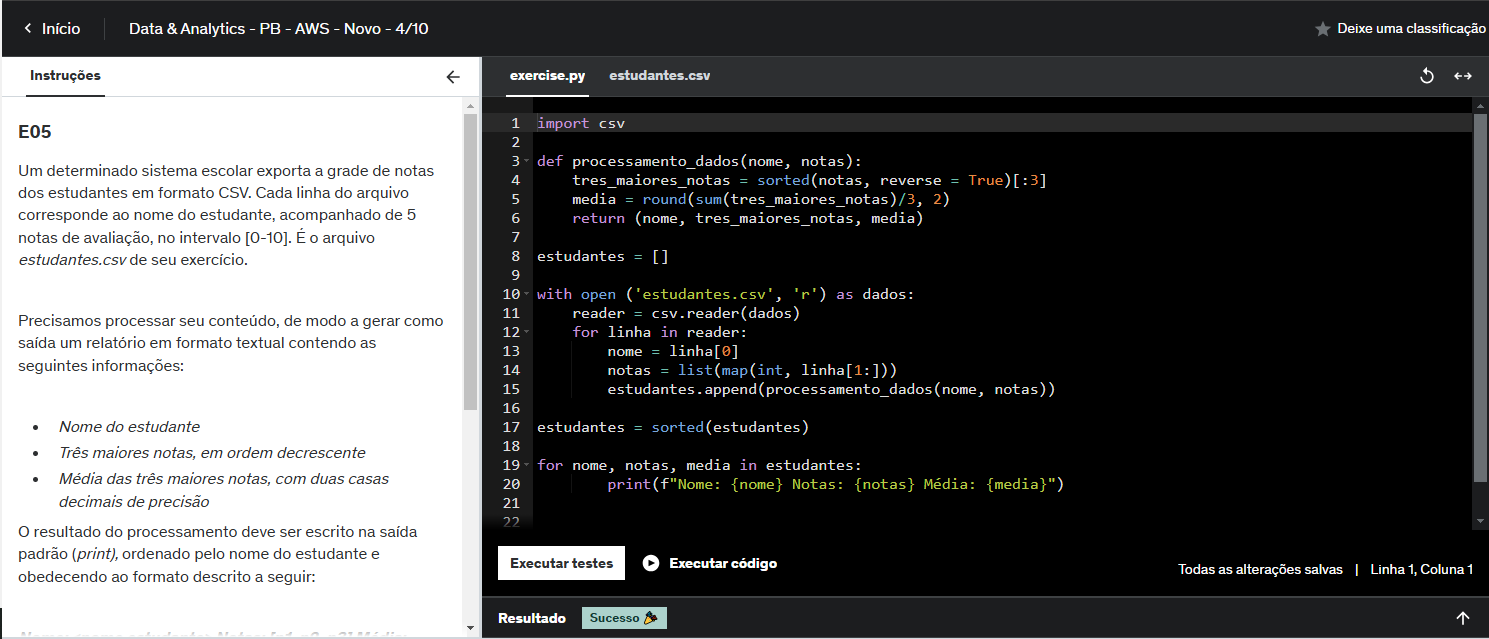 Início
Data & Analytics - PB - AWS - Novo - 4/10
Deixe uma classificação
Instruções
E05
Um determinado sistema escolar exporta a grade de notas
dos estudantes em formato CSV. Cada linha do arquivo
corresponde ao nome do estudante, acompanhado de 5
notas de avaliação, no intervalo [0-10]. É o arquivo
estudantes.csv de seu exercício.
Precisamos processar seu conteúdo, de modo a gerar como
saída um relatório em formato textual contendo as
seguintes informações:
• Nome do estudante
• Três maiores notas, em ordem decrescente
• Média das três maiores notas, com duas casas
decimais de precisão
O resultado do processamento deve ser escrito na saída
padrão (print), ordenado pelo nome do estudante e
obedecendo ao formato descrito a seguir:
exercise.py estudantes.csv
1 import csv
2
3 def processamento_dados(nome, notas):
4     tres_maiores_notas = sorted(notas, reverse = True)[:3]
5     media = round(sum(tres_maiores_notas)/3, 2)
6     return (nome, tres_maiores_notas, media)
7
8 estudantes = []
9
10 with open ('estudantes.csv', 'r') as dados:
11     reader = csv.reader(dados)
12     for linha in reader:
13         nome = linha[0]
14         notas = list(map(int, linha[1:]))
15         estudantes.append(processamento_dados(nome, notas))
16
17 estudantes = sorted(estudantes)
18
19 for nome, notas, media in estudantes:
20         print(f"Nome: {nome} Notas: {notas} Média: {media}")
21
22
Executar testes
Executar código
Todas as alterações salvas | Linha 1, Coluna 1
Resultado
Sucesso